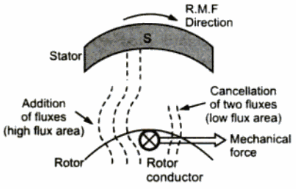 R.M.F
Direction
S
Stator
Addition
of fluxes
(high flux area)
Cancellation
of two fluxes
(low flux area)
Mechanical
force
Rotor
Rotor
conductor